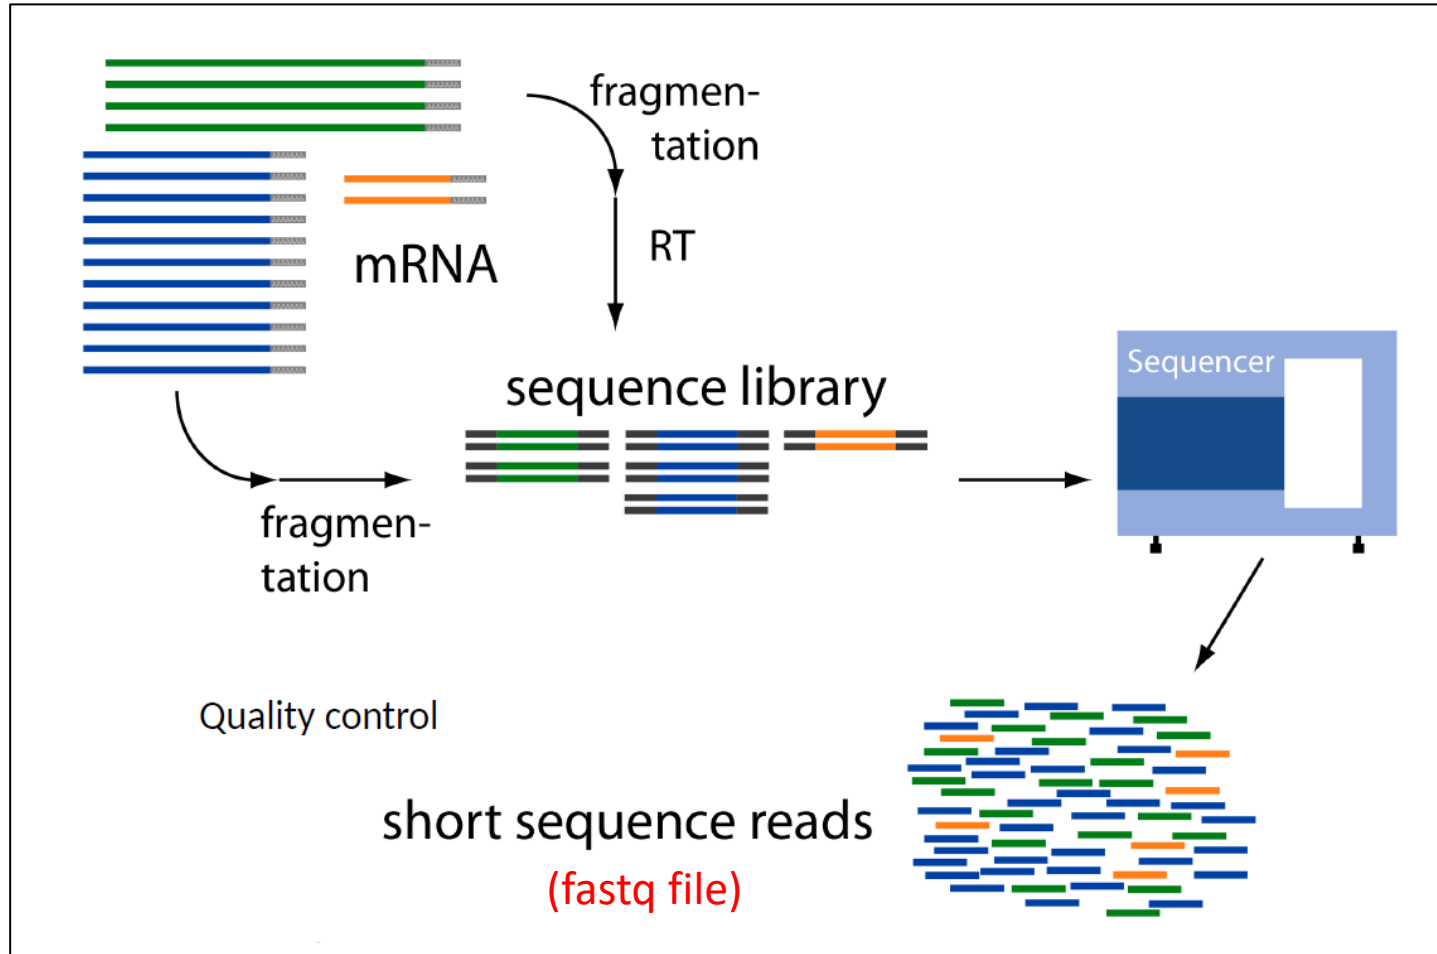 fragmen-
tation
mRNA
RT
sequence library
Sequencer
fragmen-
tation
Quality control
short sequence reads
(fastq file)